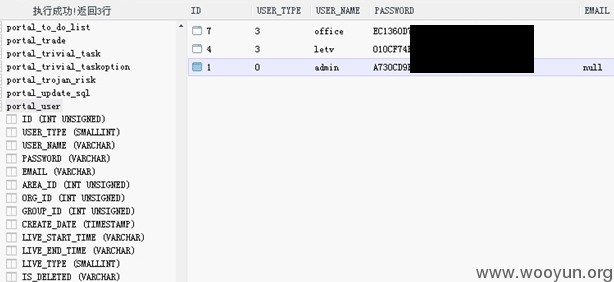 执行成功!返回3行
portal_to_do_list
portal_trade
portal_trivial_task
portal_trivial_taskoption
portal_trojan_risk
portal_update_sql
portal_user
ID (INT UNSIGNED)
USER_TYPE (SMALLINT)
USER_NAME (VARCHAR)
PASSWORD (VARCHAR)
EMAIL (VARCHAR)
AREA_ID (INT UNSIGNED)
ORG_ID (INT UNSIGNED)
GROUP_ID (INT UNSIGNED)
CREATE_DATE (TIMESTAMP)
LIVE_START_TIME (VARCHAR)
LIVE_END_TIME (VARCHAR)
LIVE_TYPE (SMALLINT)
IS_DELETED (VARCHAR)
ID USER_TYPE USER_NAME PASSWORD EMAIL
7 3 office EC1360D7
4 3 letv 010CF74
1 0 admin A730CD9 null
www.wooyun.org